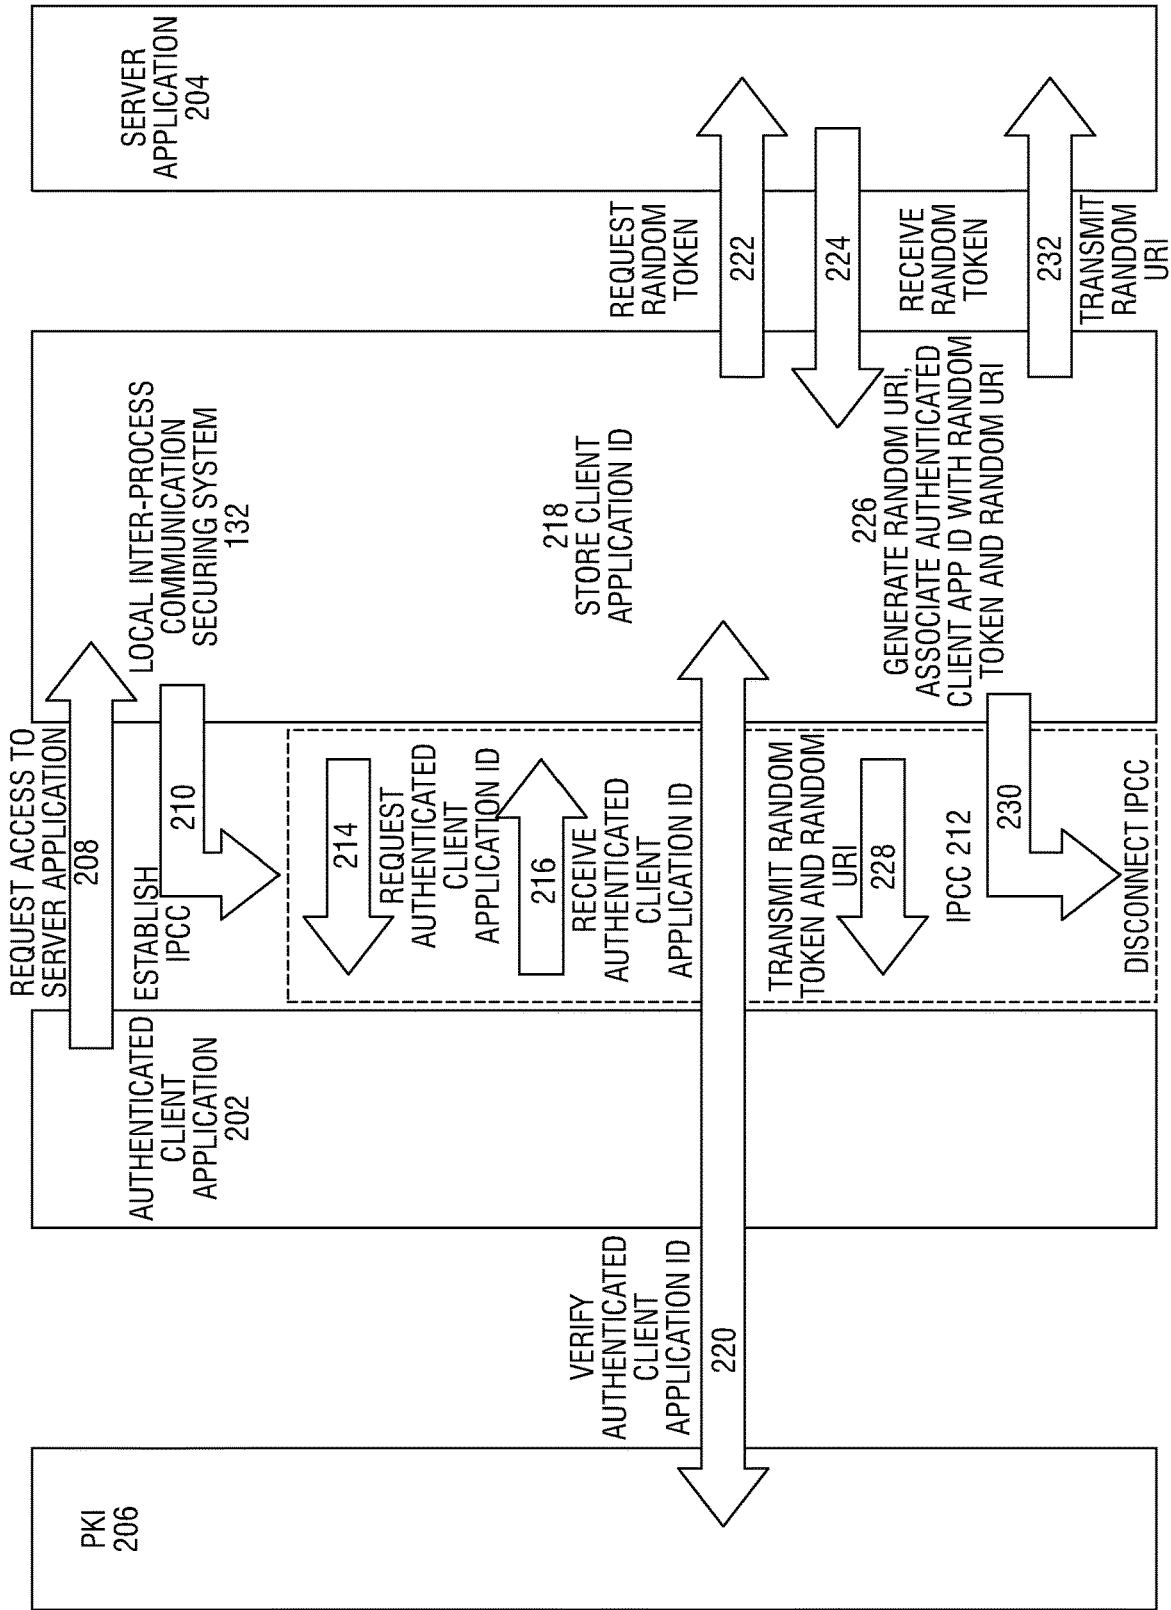 PKI
206
AUTHENTICATED
CLIENT
APPLICATION
202
LOCAL INTER-PROCESS
COMMUNICATION
SECURING SYSTEM
132
SERVER
APPLICATION
204
REQUEST ACCESS TO
SERVER APPLICATION
208
ESTABLISH
IPCC
210
214
REQUEST
AUTHENTICATED
CLIENT
APPLICATION ID
216
RECEIVE
AUTHENTICATED
CLIENT
APPLICATION ID
218
STORE CLIENT
APPLICATION ID
VERIFY
AUTHENTICATED
CLIENT
APPLICATION ID
220
REQUEST
RANDOM
TOKEN
222
224
RECEIVE
RANDOM
TOKEN
226
GENERATE RANDOM URI,
ASSOCIATE AUTHENTICATED
CLIENT APP ID WITH RANDOM
TOKEN AND RANDOM URI
TRANSMIT RANDOM
TOKEN AND RANDOM
URI
228
IPCC 212
230
DISCONNECT IPCC
232
TRANSMIT
RANDOM
URI